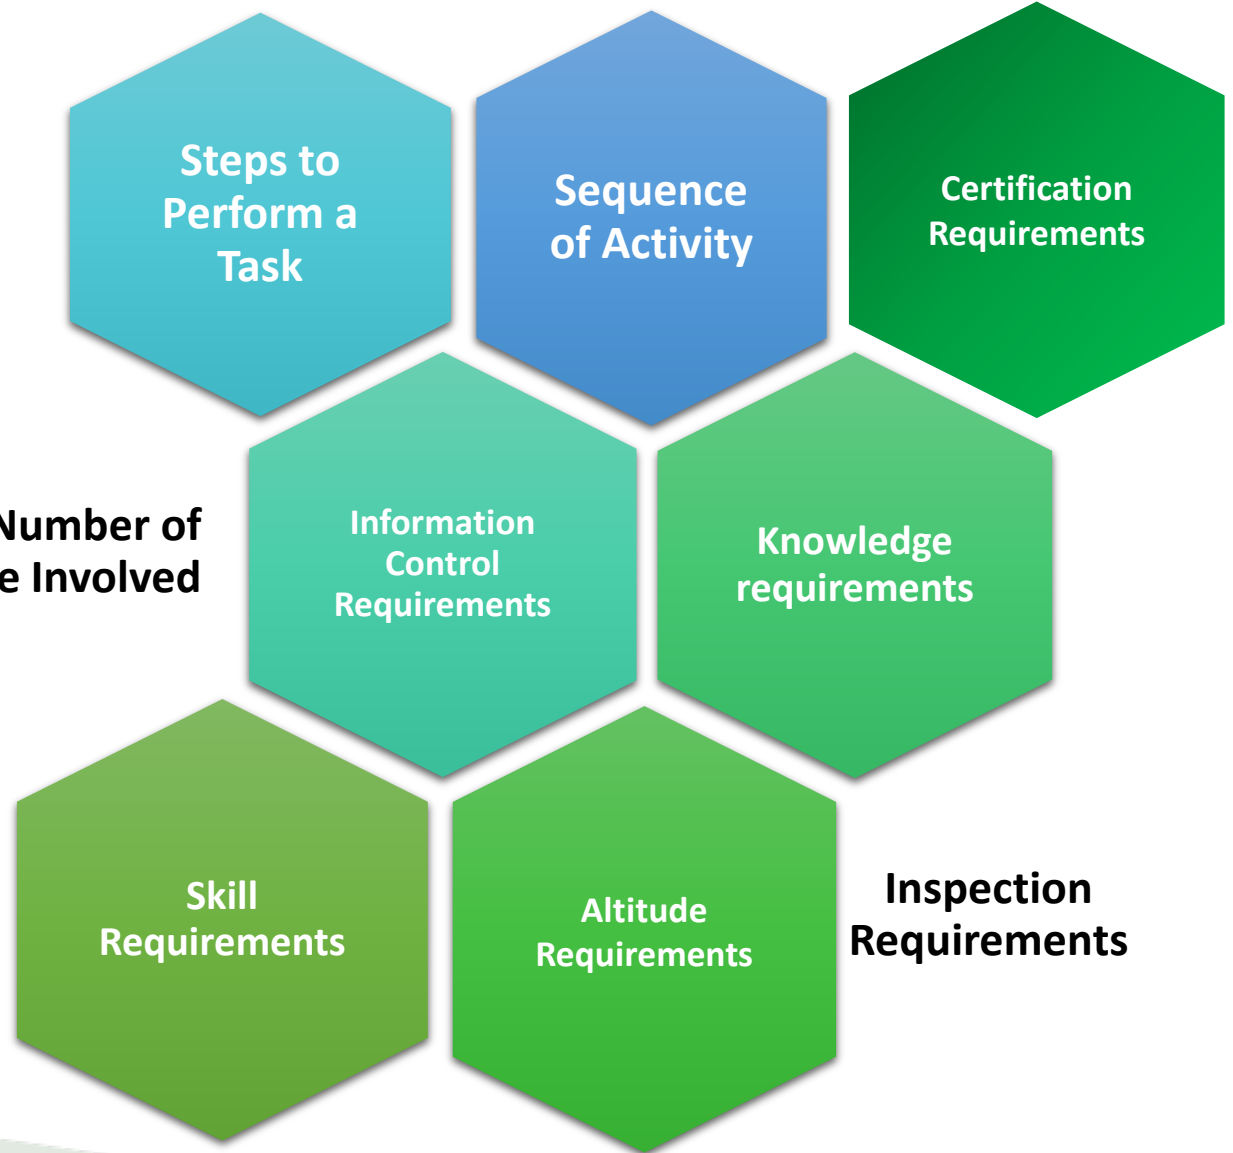 Steps to
Perform a
Task
Sequence
of Activity
Certification
Requirements
Number of
e Involved
Information
Control
Requirements
Knowledge
requirements
Skill
Requirements
Altitude
Requirements
Inspection
Requirements